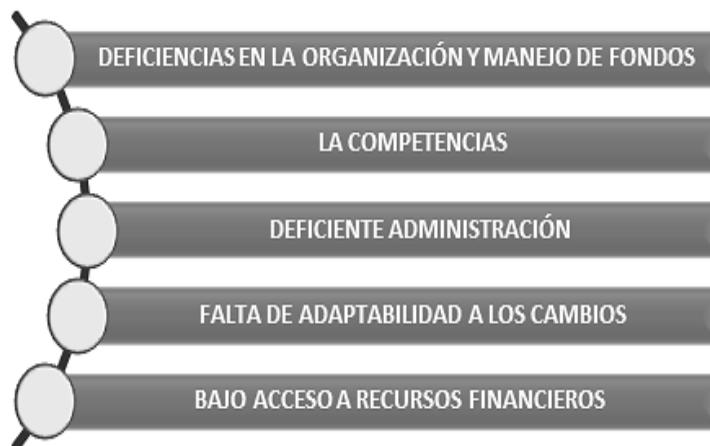 DEFICIENCIAS EN LA ORGANIZACIÓN Y MANEJO DE FONDOS
LA COMPETENCIAS
DEFICIENTE ADMINISTRACIÓN
FALTA DE ADAPTABILIDAD A LOS CAMBIOS
BAJO ACCESO A RECURSOS FINANCIEROS